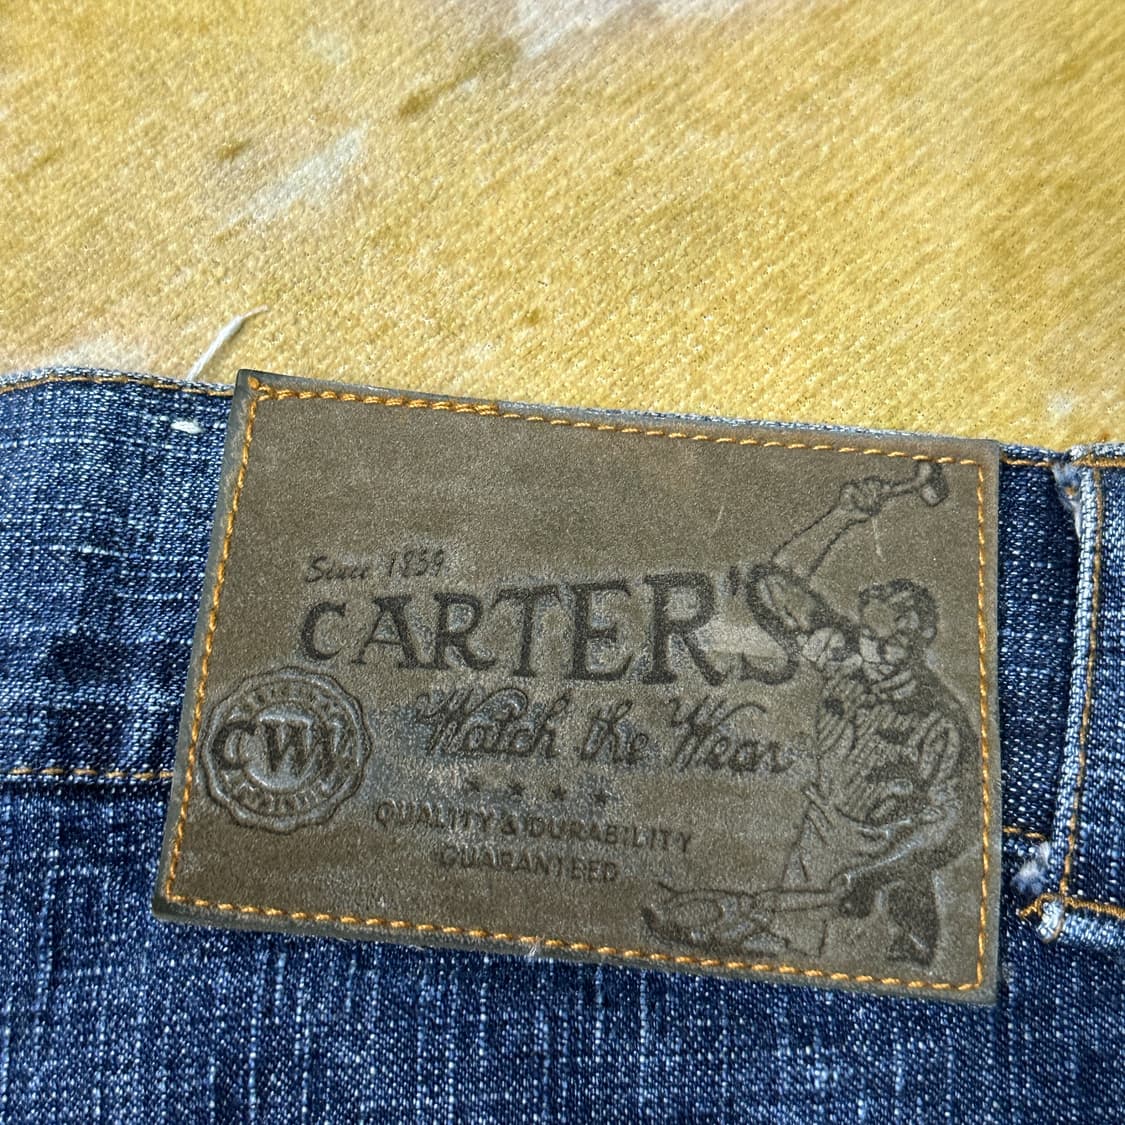 Since 1859
CARTER'S
Watch the Wear
CWW
QUALITY & DURABILITY
GUARANTEED